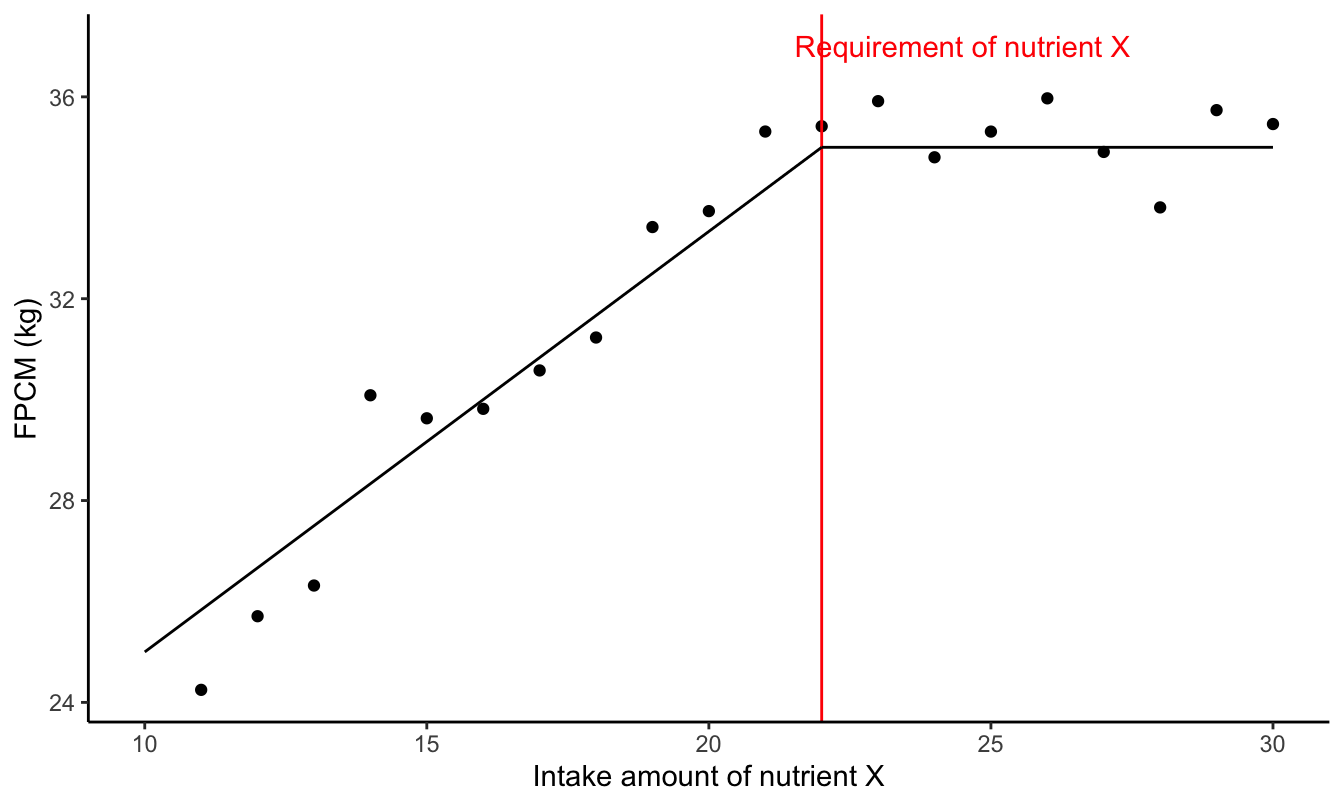 Requirement of nutrient X
36
32
28
24
FPCM (kg)
10 15 20 25 30
Intake amount of nutrient X